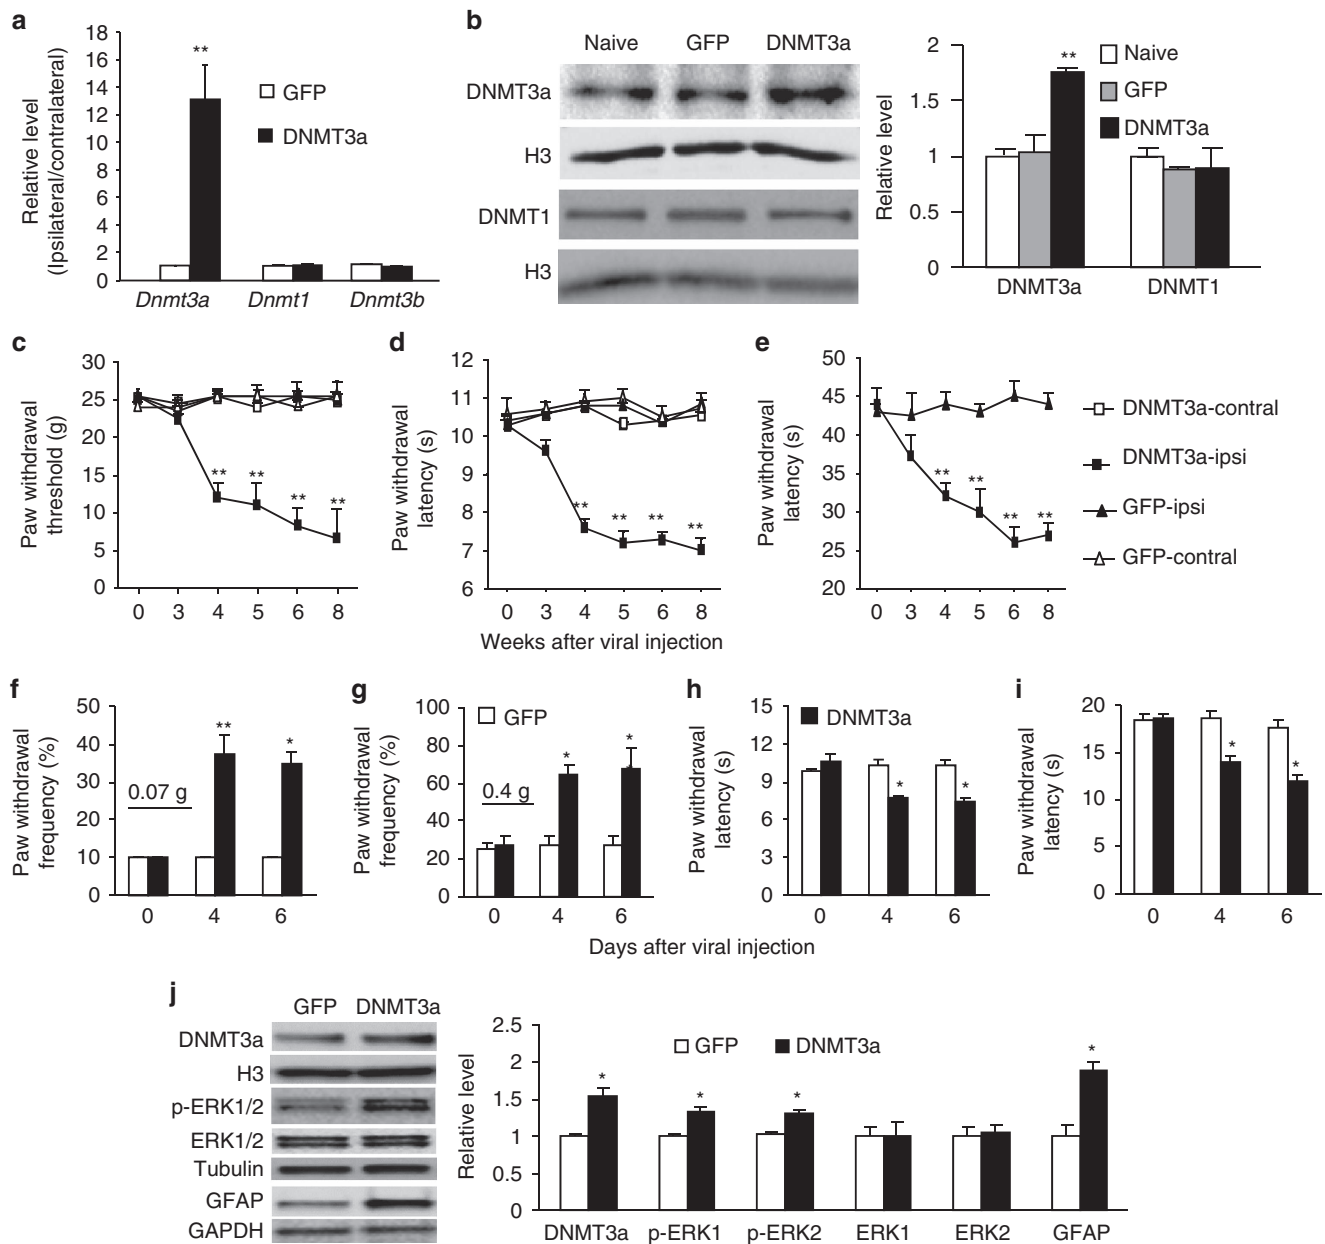 a
18
16
14
12
10
8
6
4
2
0
Relative level
(Ipsilateral/contralateral)
**
GFP
DNMT3a
Dnmt3a
Dnmt1
Dnmt3b
b
Naive
GFP
DNMT3a
DNMT3a
H3
DNMT1
H3
2
1.5
1
0.5
0
Relative level
**
Naive
GFP
DNMT3a
DNMT3a
DNMT1
c
30
25
20
15
10
5
0
Paw withdrawal
threshold (g)
**
**
**
**
0
3
4
5
6
8
d
12
11
10
9
8
7
6
Paw withdrawal
latency (s)
**
**
**
**
0
3
4
5
6
8
Weeks after viral injection
e
50
45
40
35
30
25
20
Paw withdrawal
latency (s)
**
**
**
**
0
3
4
5
6
8
DNMT3a-contral
DNMT3a-ipsi
GFP-ipsi
GFP-contral
f
50
40
30
20
10
0
Paw withdrawal
frequency (%)
0.07 g
**
*
0
4
6
g
100
80
60
40
20
0
Paw withdrawal
frequency (%)
GFP
0.4 g
*
*
0
4
6
h
15
12
9
6
3
0
Paw withdrawal
latency (s)
DNMT3a
*
*
0
4
6
i
20
15
10
5
0
Paw withdrawal
latency (s)
*
*
0
4
6
Days after viral injection
j
GFP
DNMT3a
DNMT3a
H3
p-ERK1/2
ERK1/2
Tubulin
GFAP
GAPDH
2.5
2
1.5
1
0.5
0
Relative level
GFP
DNMT3a
*
*
*
*
DNMT3a
p-ERK1
p-ERK2
ERK1
ERK2
GFAP